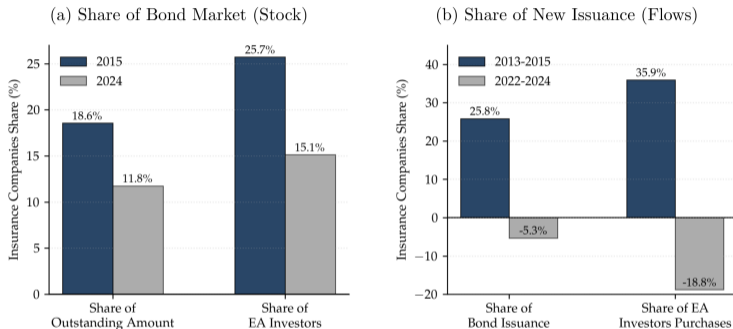 (a) Share of Bond Market (Stock)
Insurance Companies Share (%)
25
20
15
10
5
0
2015
2024
18.6%
11.8%
25.7%
15.1%
Share of
Outstanding Amount
Share of
EA Investors
(b) Share of New Issuance (Flows)
Insurance Companies Share (%)
40
30
20
10
0
−10
−20
2013-2015
2022-2024
25.8%
-5.3%
35.9%
-18.8%
Share of
Bond Issuance
Share of EA
Investors Purchases